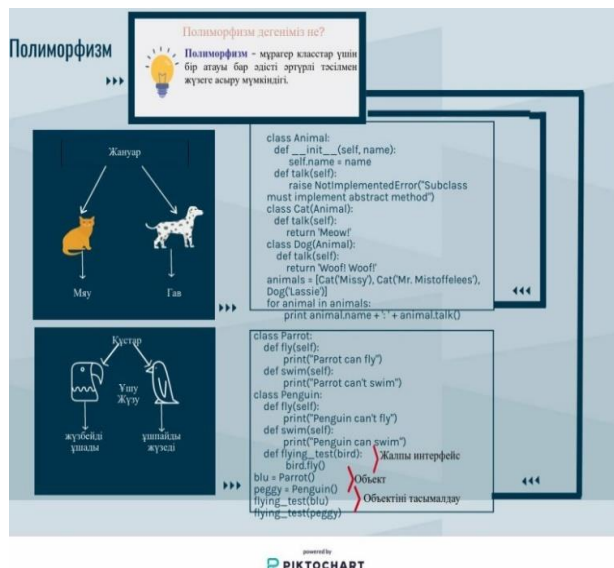 Полиморфизм
Полиморфизм дегеніміз не?
Полиморфизм – мұрагер класстар үшін
бір атауы бар әдісті әртүрлі тәсілмен
жүзеге асыру мүмкіндігі.
Жануар
Мяу
Гав
class Animal:
def __init__(self, name):
self.name = name
def talk(self):
raise NotImplementedError("Subclass
must implement abstract method")
class Cat(Animal):
def talk(self):
return 'Meow!'
class Dog(Animal):
def talk(self):
return 'Woof! Woof!'
animals = [Cat('Missy'), Cat('Mr. Mistoffelees'),
Dog('Lassie')]
for animal in animals:
print animal.name + ': ' + animal.talk()
Құстар
Ұшу
Жүзу
жүзбейді
ұшады
ұшпайды
жүзеді
class Parrot:
def fly(self):
print("Parrot can fly")
def swim(self):
print("Parrot can't swim")
class Penguin:
def fly(self):
print("Penguin can't fly")
def swim(self):
print("Penguin can swim")
def flying_test(bird):
bird.fly()
Жалпы интерфейс
blu = Parrot()
peggy = Penguin()
Объект
flying_test(blu)
flying_test(peggy)
Объектіні тасымалдау
powered by
PIKTOCHART